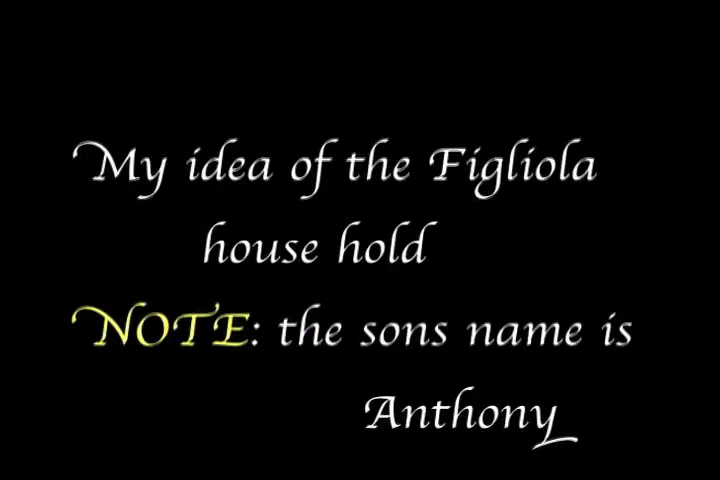 My idea of the Figliola
house hold
NOTE: the sons name is
Anthony